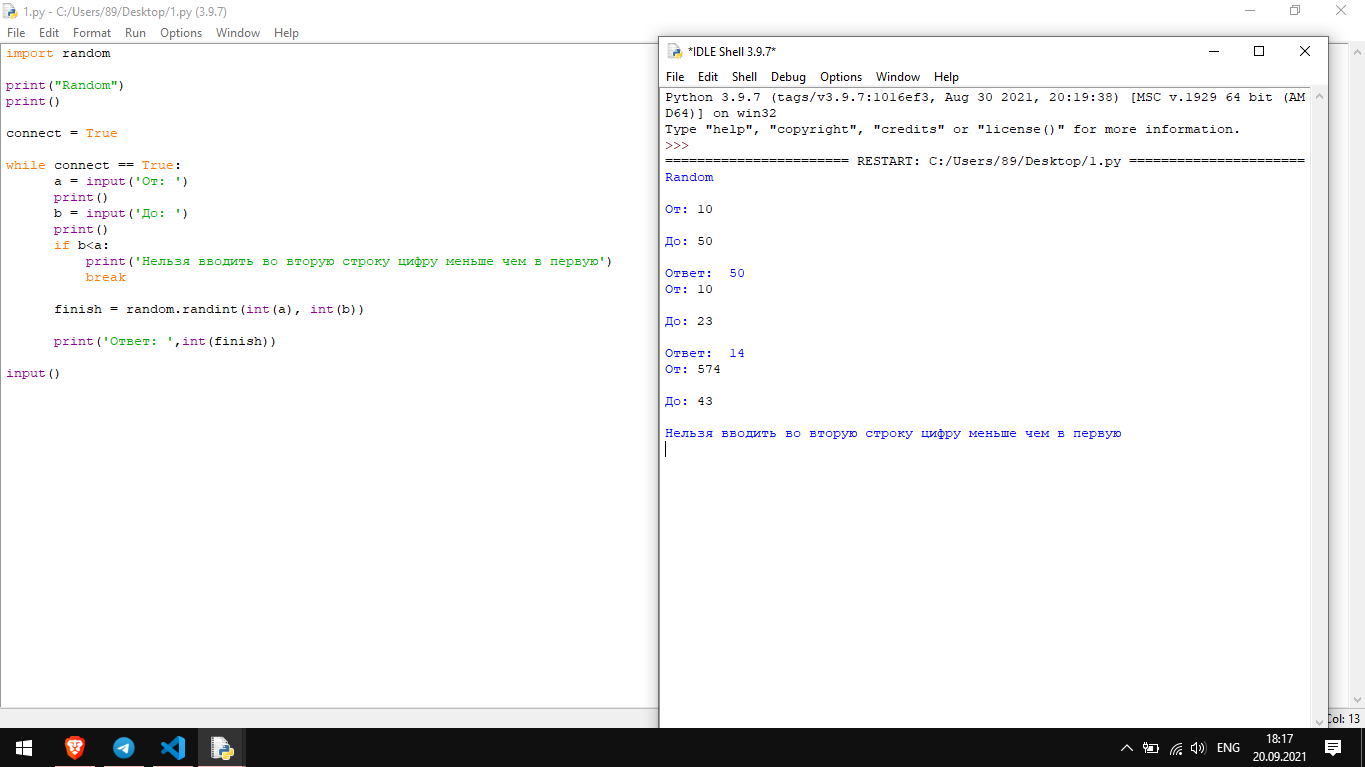 1.py - C:/Users/89/Desktop/1.py (3.9.7)
File Edit Format Run Options Window Help
import random
print("Random")
print()
connect = True
while connect == True:
a = input('От: ')
print()
b = input('До: ')
print()
if b<a:
print('Нельзя вводить во вторую строку цифру меньше чем в первую')
break
finish = random.randint(int(a), int(b))
print('Ответ: ',int(finish))
input()
*IDLE Shell 3.9.7*
File Edit Shell Debug Options Window Help
Python 3.9.7 (tags/v3.9.7:1016ef3, Aug 30 2021, 20:19:38) [MSC v.1929 64 bit (AM
D64)] on win32
Type "help", "copyright", "credits" or "license()" for more information.
>>>
======================= RESTART: C:/Users/89/Desktop/1.py ======================
Random
От: 10
До: 50
Ответ:  50
От: 10
До: 23
Ответ:  14
От: 574
До: 43
Нельзя вводить во вторую строку цифру меньше чем в первую
Col: 13
ENG
18:17
20.09.2021